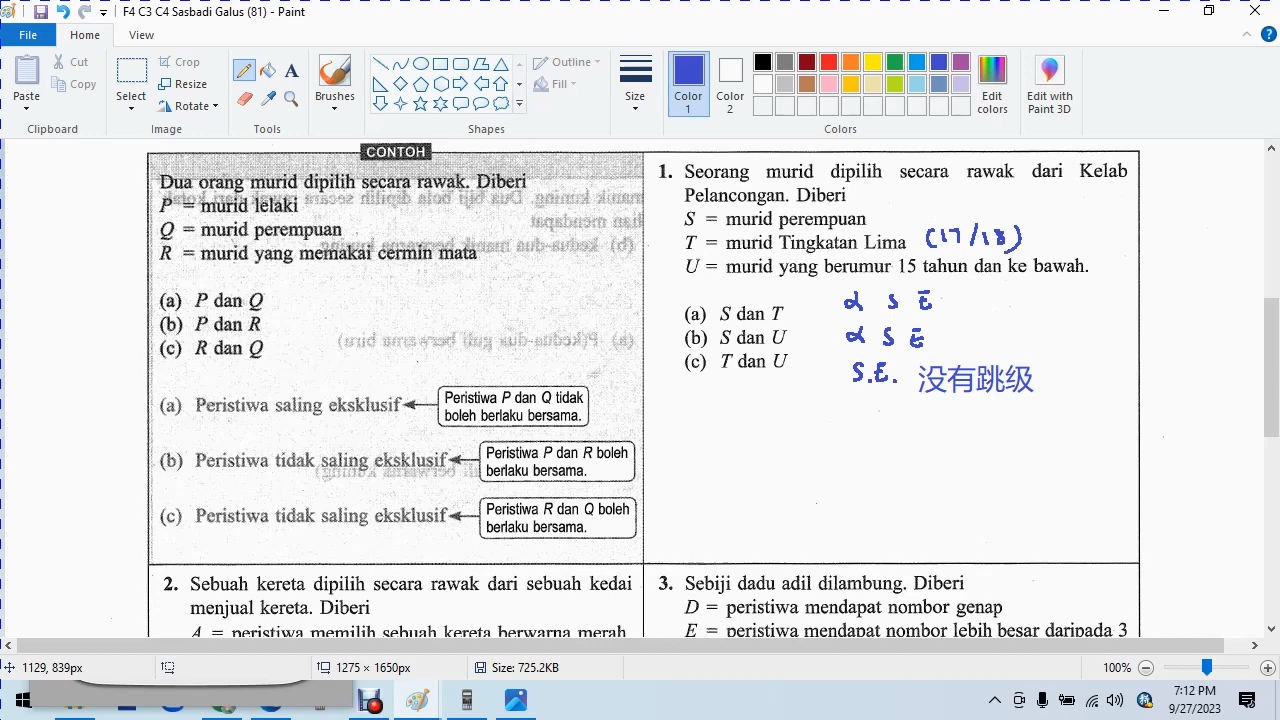 F4 C3 C4 Sasbadi Galus (81) - Paint
File
Home
View
Paste
Cut
Copy
Clipboard
Select
Crop
Resize
Rotate
Image
A
Tools
Brushes
Outline
Fill
Shapes
Size
Color 1
Color 2
Edit colors
Edit with Paint 3D
Colors
CONTOH
Dua orang murid dipilih secara rawak. Diberi
P = murid lelaki
Q = murid perempuan
R = murid yang memakai cermin mata
(a) P dan Q
(b) P dan R
(c) R dan Q
(a) Peristiwa saling eksklusif
Peristiwa P dan Q tidak
boleh berlaku bersama.
(b) Peristiwa tidak saling eksklusif
Peristiwa P dan R boleh
berlaku bersama.
(c) Peristiwa tidak saling eksklusif
Peristiwa R dan Q boleh
berlaku bersama.
1. Seorang murid dipilih secara rawak dari Kelab
Pelancongan. Diberi
S = murid perempuan
T = murid Tingkatan Lima (17/18)
U = murid yang berumur 15 tahun dan ke bawah.
(a) S dan T
(b) S dan U
(c) T dan U
S E
S E
S.E. 没有跳级
2. Sebuah kereta dipilih secara rawak dari sebuah kedai
menjual kereta. Diberi
A = peristiwa memilih sebuah kereta berwarna merah
3. Sebiji dadu adil dilambung. Diberi
D = peristiwa mendapat nombor genap
E = peristiwa mendapat nombor lebih besar daripada 3
1129, 839px
1275 × 1650px
Size: 725.2KB
100%
7:12 PM
9/27/2023